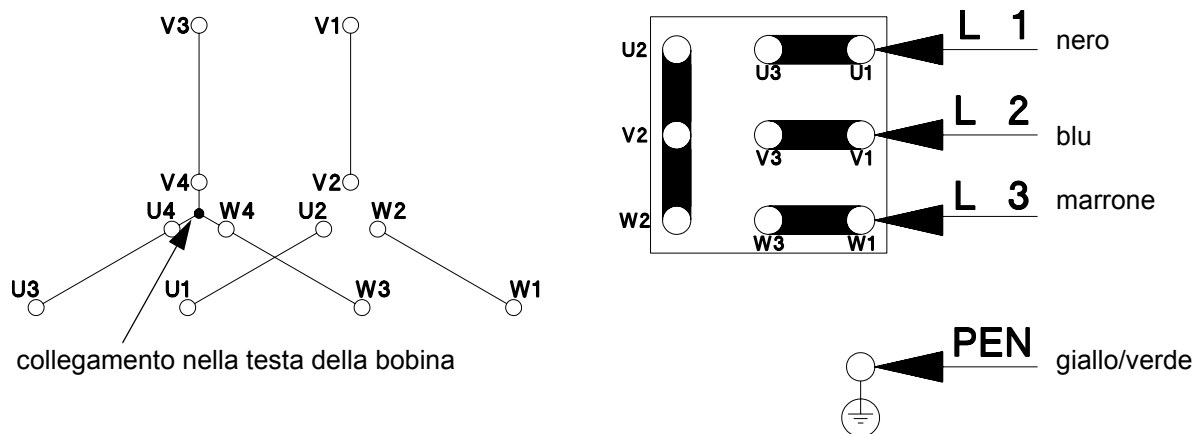 V3 V1
V4 V2
U4 W4 U2 W2
U3 U1 W3 W1
collegamento nella testa della bobina
U2 U3 U1 L 1 nero
V2 V3 V1 L 2 blu
W2 W3 W1 L 3 marrone
PEN giallo/verde